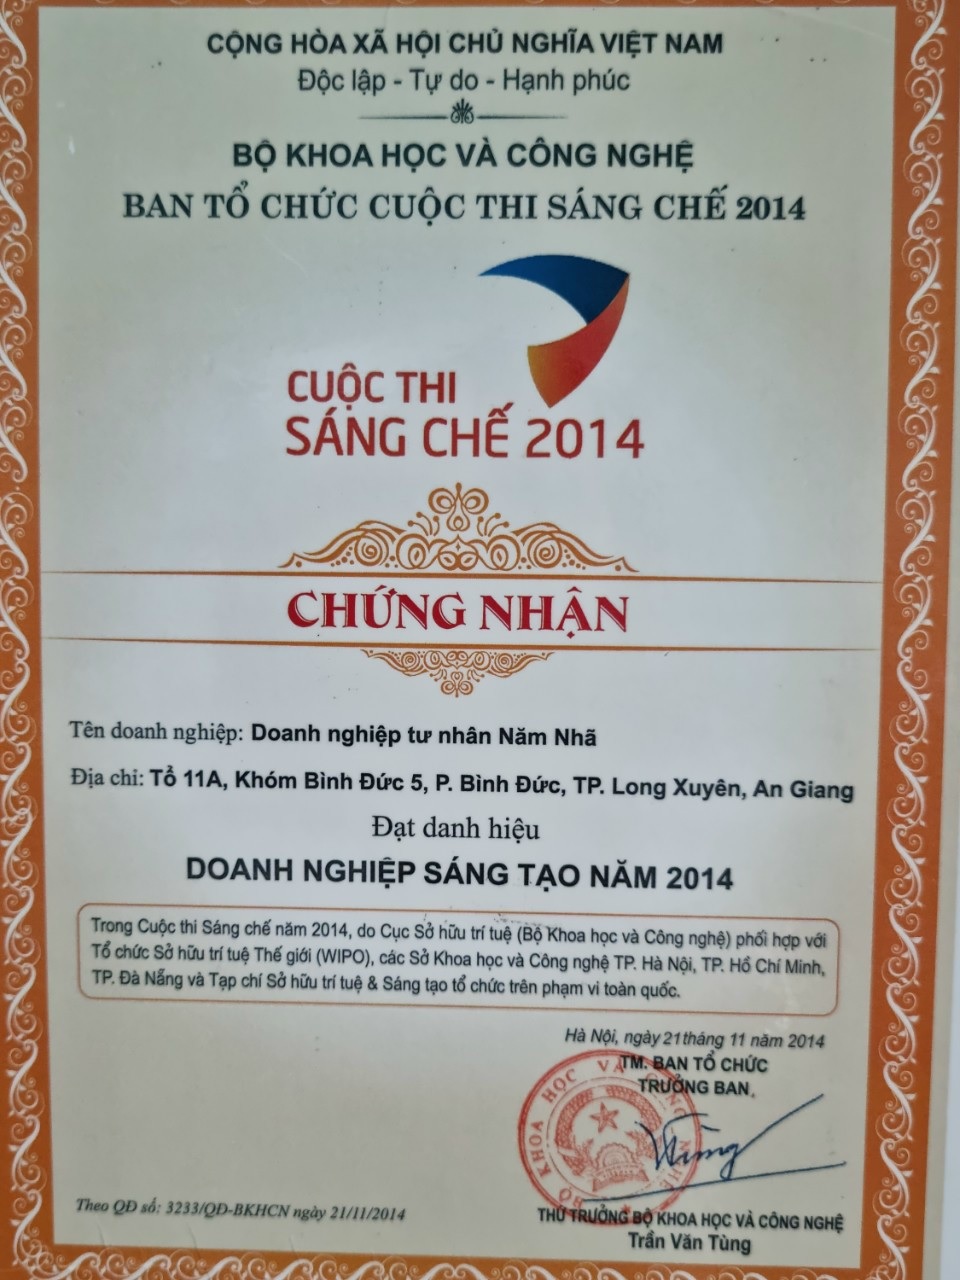 CỘNG HÒA XÃ HỘI CHỦ NGHĨA VIỆT NAM
Độc lập - Tự do - Hạnh phúc
BỘ KHOA HỌC VÀ CÔNG NGHỆ
BAN TỔ CHỨC CUỘC THI SÁNG CHẾ 2014
CUỘC THI
SÁNG CHẾ 2014
CHỨNG NHẬN
Tên doanh nghiệp: Doanh nghiệp tư nhân Năm Nhã
Địa chỉ: Tổ 11A, Khóm Bình Đức 5, P. Bình Đức, TP. Long Xuyên, An Giang
Đạt danh hiệu
DOANH NGHIỆP SÁNG TẠO NĂM 2014
Trong Cuộc thi Sáng chế năm 2014, do Cục Sở hữu trí tuệ (Bộ Khoa học và Công nghệ) phối hợp với
Tổ chức Sở hữu trí tuệ Thế giới (WIPO), các Sở Khoa học và Công nghệ TP. Hà Nội, TP. Hồ Chí Minh,
TP. Đà Nẵng và Tạp chí Sở hữu trí tuệ & Sáng tạo tổ chức trên phạm vi toàn quốc.
Hà Nội, ngày 21 tháng 11 năm 2014
TM. BAN TỔ CHỨC
TRƯỞNG BAN
BỘ KHOA HỌC VÀ CÔNG NGHỆ
Tùng
Theo QĐ số: 3233/QĐ-BKHCN ngày 21/11/2014
THỨ TRƯỞNG BỘ KHOA HỌC VÀ CÔNG NGHỆ
Trần Văn Tùng